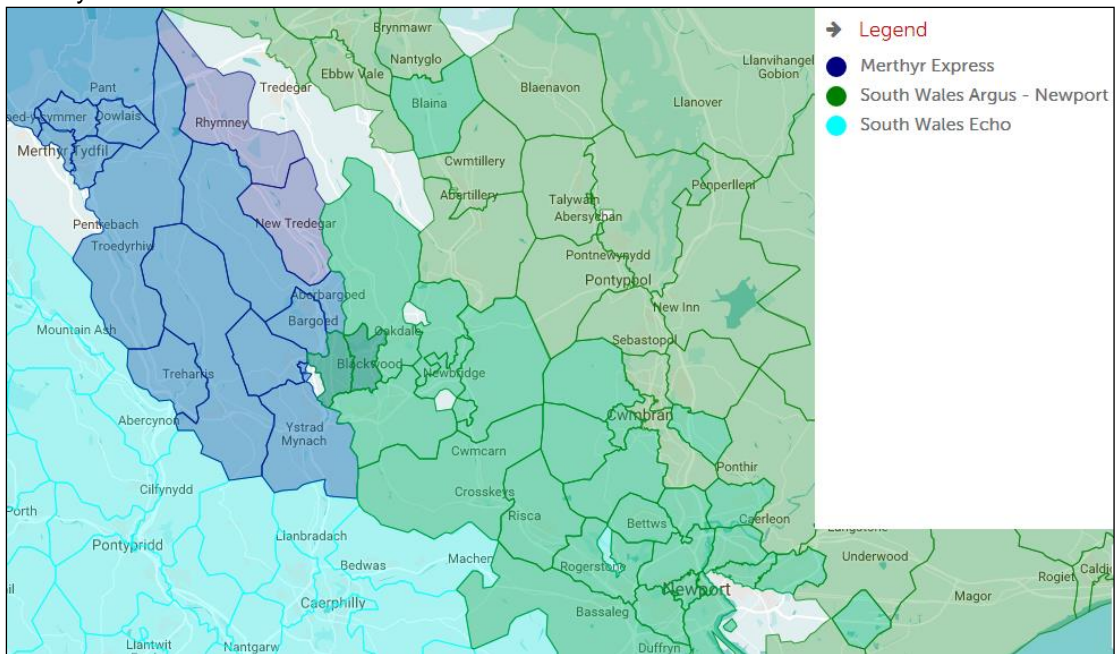 Legend
Merthyr Express
South Wales Argus - Newport
South Wales Echo
Brynmawr
Nantyglo
Ebbw Vale
Tredegar
Blaina
Blaenavon
Llanvihangel
Gobion
Llanover
Pant
Dowlais
Rhymney
Merthyr Tydfil
Cwmtillery
Abertillery
Talywain
Abersychan
Penperlleni
Pentrebach
New Tredegar
Troedyrhiw
Pontnewynydd
Pontypool
New Inn
Aberbargoed
Bargoed
Mountain Ash
Oakdale
Sebastopol
Treharris
Blackwood
Newbridge
Abercynon
Cwmbran
Ystrad
Mynach
Cwmcarn
Ponthir
Cilfynydd
Crosskeys
Porth
Risca
Bettws
Caerleon
Pontypridd
Llanbradach
Machen
Bedwas
Rogerstone
Underwood
Rogiet
Caerphilly
Newport
Magor
Bassaleg
Llantwit
Nantgarw
Duffryn